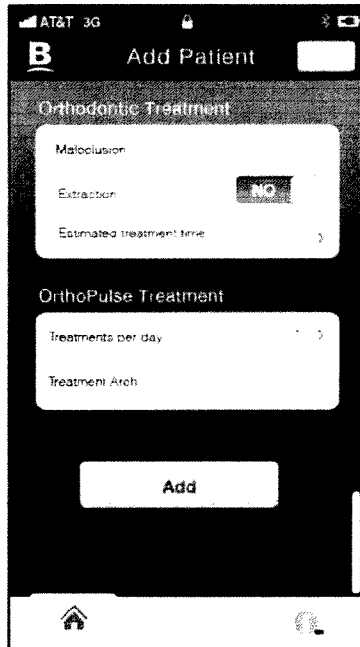 AT&T 3G
B Add Patient
Orthodontic Treatment
Maloclusion
Extraction NO
Estimated treatment time >
OrthoPulse Treatment
Treatments per day >
Treatment Arch
Add